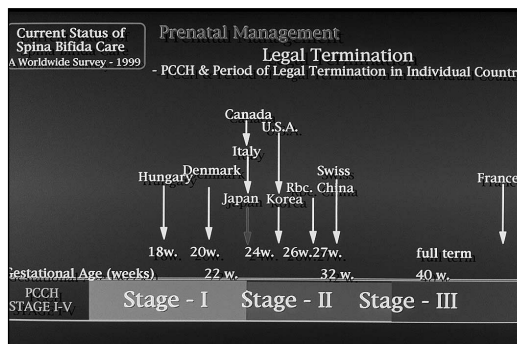 Current Status of
Spina Bifida Care
A Worldwide Survey - 1999
Prenatal Management
Legal Termination
- PCCH & Period of Legal Termination in Individual Countr
Canada
U.S.A.
Italy
Hungary
Denmark
Swiss
France
Japan
Korea
Rbc. China
18w.
20w.
24w.
26w.
27w.
full term
Gestational Age (weeks)
22 w.
32 w.
40 w.
PCCH
STAGE I-V
Stage - I
Stage - II
Stage - III